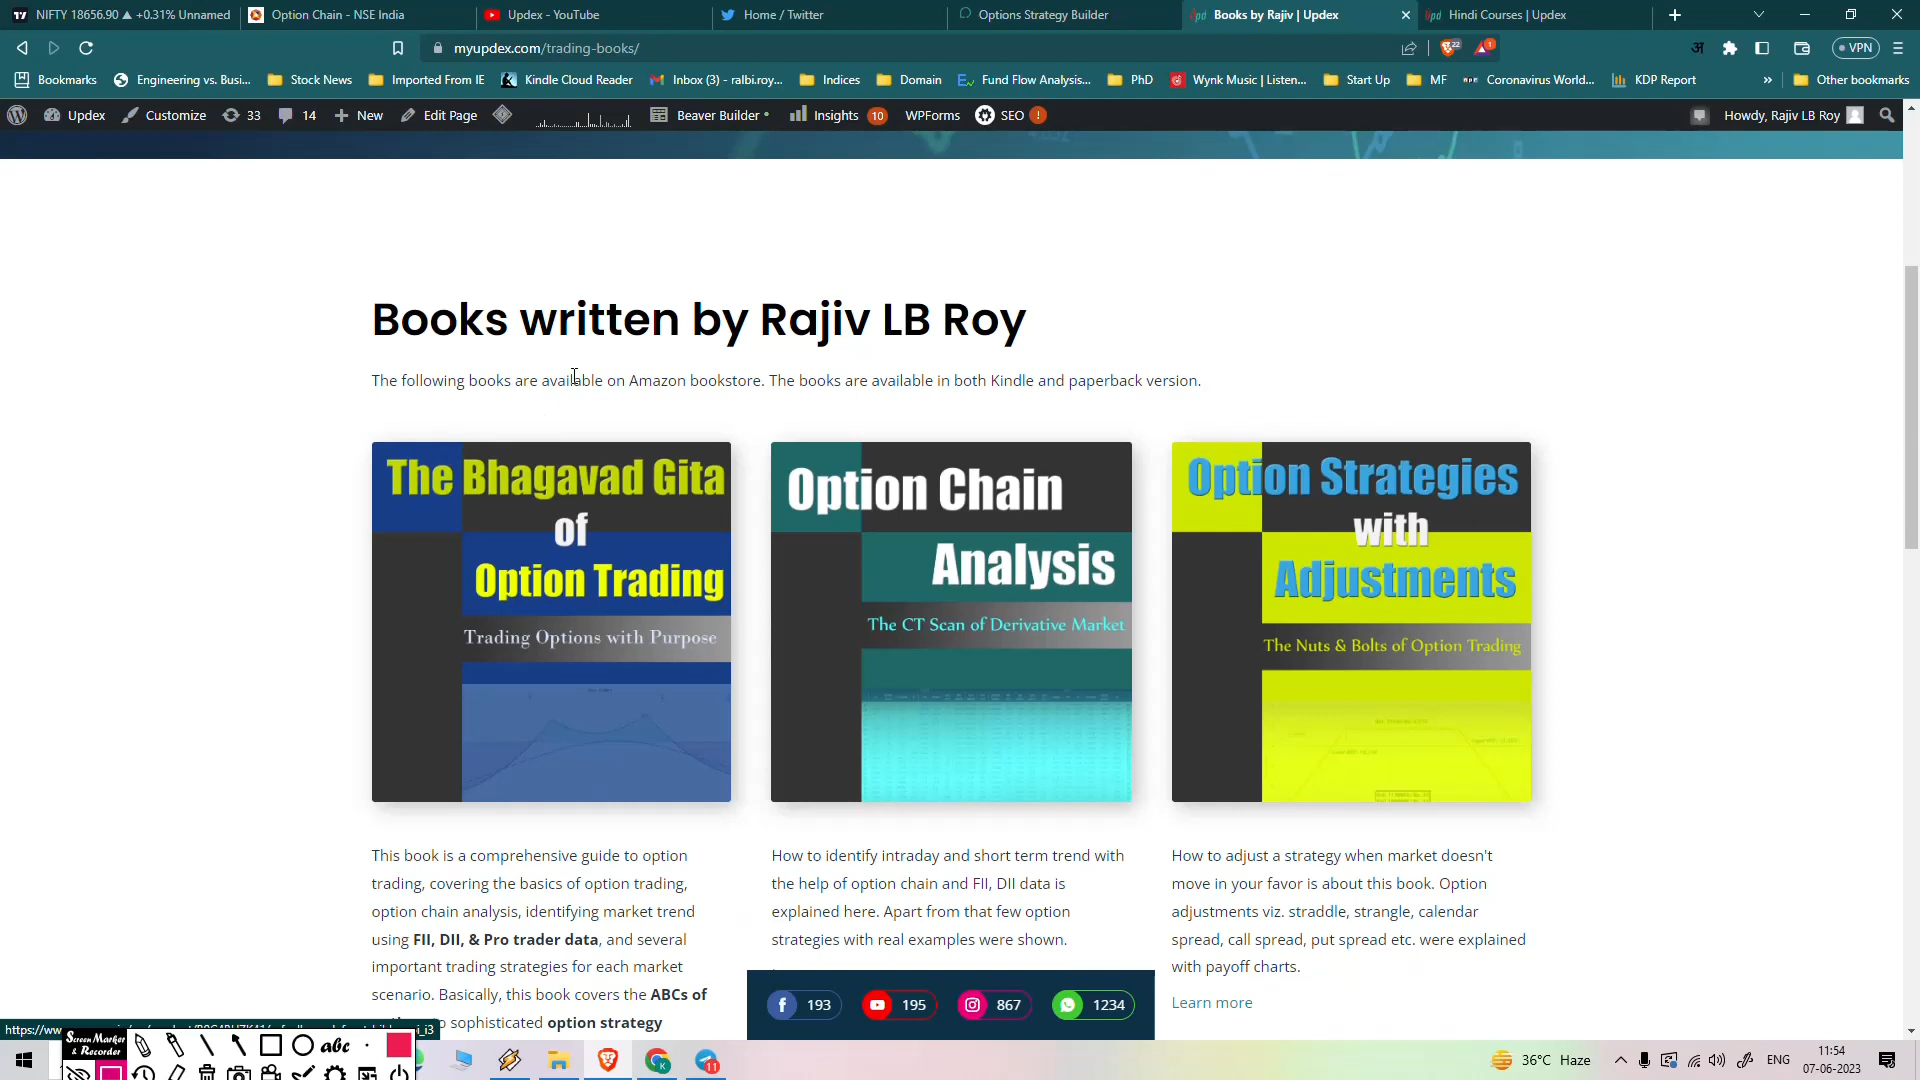 NIFTY 18656.90 ▲ +0.31% Unnamed
Option Chain - NSE India
Updex - YouTube
Home / Twitter
Options Strategy Builder
Books by Rajiv | Updex
Hindi Courses | Updex
myupdex.com/trading-books/
22
1
अ
VPN
Bookmarks
Engineering vs. Busi...
Stock News
Imported From IE
Kindle Cloud Reader
Inbox (3) - ralbi.roy...
Indices
Domain
Fund Flow Analysis...
PhD
Wynk Music | Listen...
Start Up
MF
Coronavirus World...
KDP Report
Other bookmarks
Updex
Customize
33
14
New
Edit Page
Beaver Builder
Insights 10
WPForms
SEO !
Howdy, Rajiv LB Roy
Books written by Rajiv LB Roy
The following books are available on Amazon bookstore. The books are available in both Kindle and paperback version.
The Bhagavad Gita
of
Option Trading
Trading Options with Purpose
Option Chain
Analysis
The CT Scan of Derivative Market
Option Strategies
with
Adjustments
The Nuts & Bolts of Option Trading
This book is a comprehensive guide to option
trading, covering the basics of option trading,
option chain analysis, identifying market trend
using FII, DII, & Pro trader data, and several
important trading strategies for each market
scenario. Basically, this book covers the ABCs of
sophisticated option strategy
How to identify intraday and short term trend with
the help of option chain and FII, DII data is
explained here. Apart from that few option
strategies with real examples were shown.
How to adjust a strategy when market doesn't
move in your favor is about this book. Option
adjustments viz. straddle, strangle, calendar
spread, call spread, put spread etc. were explained
with payoff charts.
Learn more
193
195
867
1234
Screen Marker
& Recorder
abc
11
36°C Haze
ENG
11:54
07-06-2023